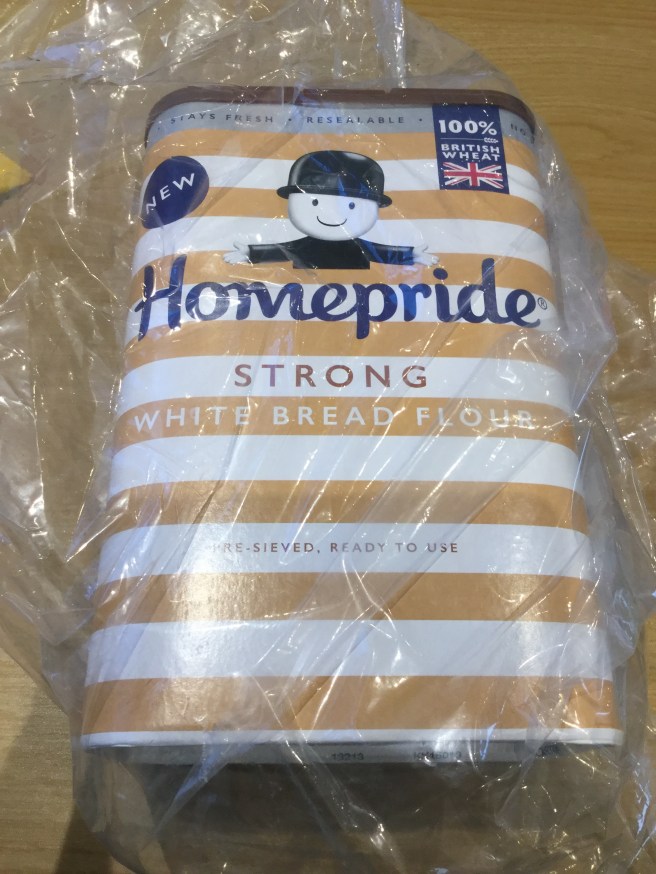 • STAYS FRESH • RESEALABLE •
100%
BRITISH
WHEAT
NEW
Homepride®
STRONG
WHITE BREAD FLOUR
PRE-SIEVED, READY TO USE